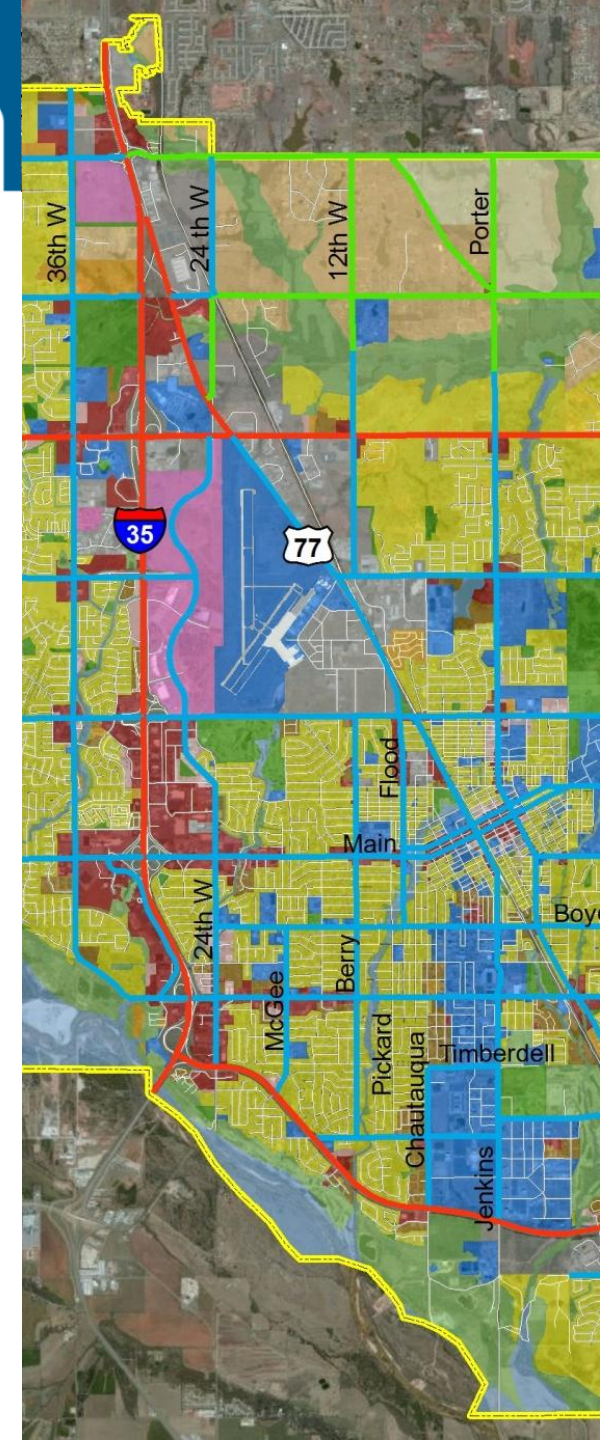 36th W
24 th W
12th W
Porter
35
77
Flood
Main
24th W
Boye
McGee
Berry
Pickard
Chautauqua
Timberdell
Jenkins